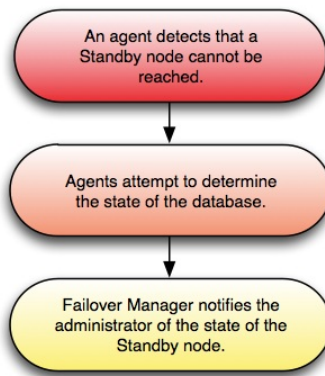 An agent detects that a
Standby node cannot be
reached.
Agents attempt to determine
the state of the database.
Failover Manager notifies the
administrator of the state of the
Standby node.